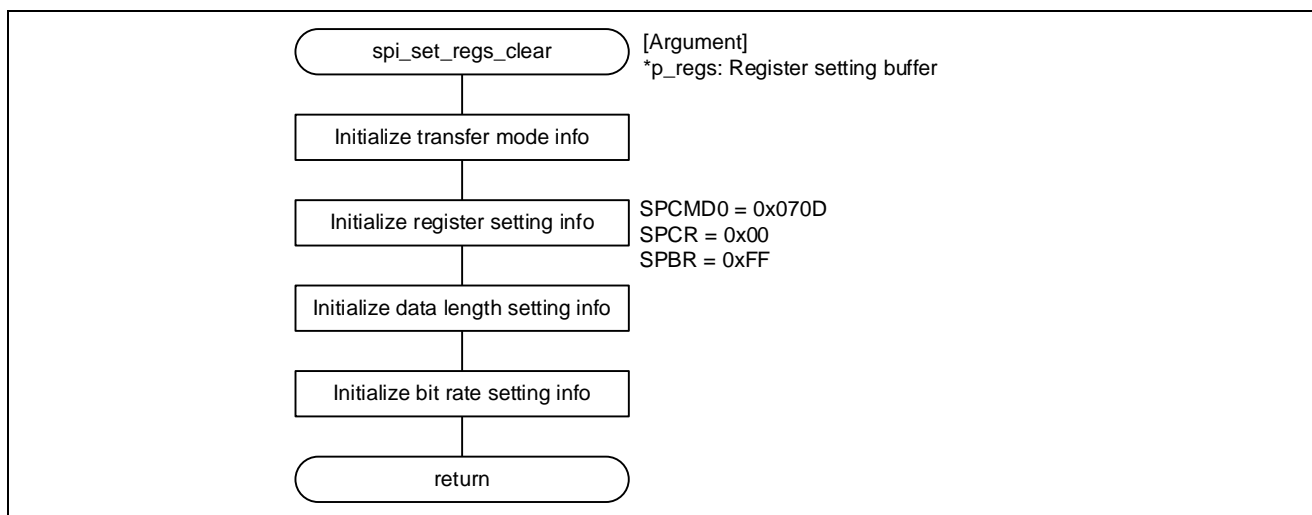 spi_set_regs_clear
[Argument]
*p_regs: Register setting buffer
Initialize transfer mode info
Initialize register setting info
SPCMD0 = 0x070D
SPCR = 0x00
SPBR = 0xFF
Initialize data length setting info
Initialize bit rate setting info
return